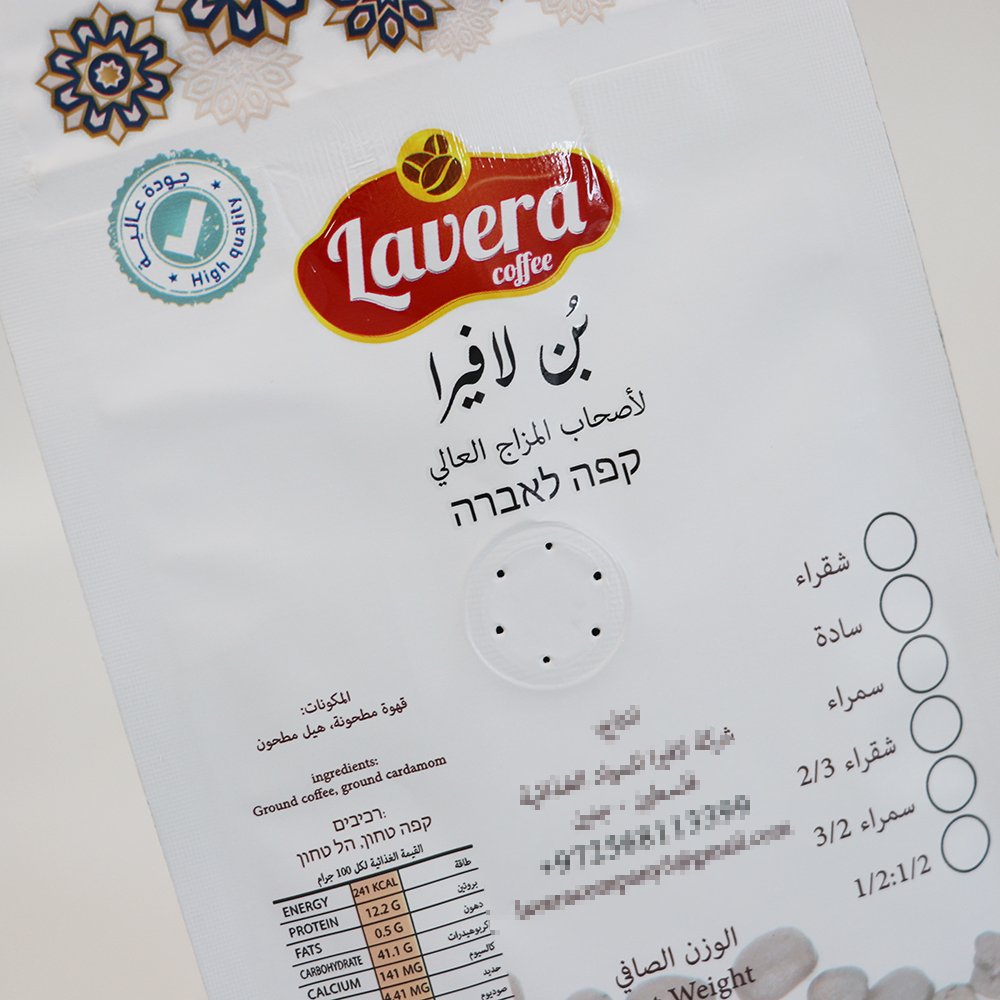 جودة عالية
High quality
Lavera
coffee
بُن لافيرا
لأصحاب المزاج العالي
קפה לאברה
شقراء
سادة
سمراء
شقراء 2/3
سمراء 3/2
1/2:1/2
المكونات:
قهوة مطحونة، هيل مطحون
ingredients:
Ground coffee, ground cardamom
רכיבים:
קפה טחון, הל טחון
القيمة الغذائية لكل 100 جرام
ENERGY 241 KCAL طاقة
PROTEIN 12.2 G بروتين
FATS 0.5 G دهون
CARBOHYDRATE 41.1 G كربوهيدرات
CALCIUM 141 MG كالسيوم
4.41 MG حديد
صوديوم
الوزن الصافي
Weight